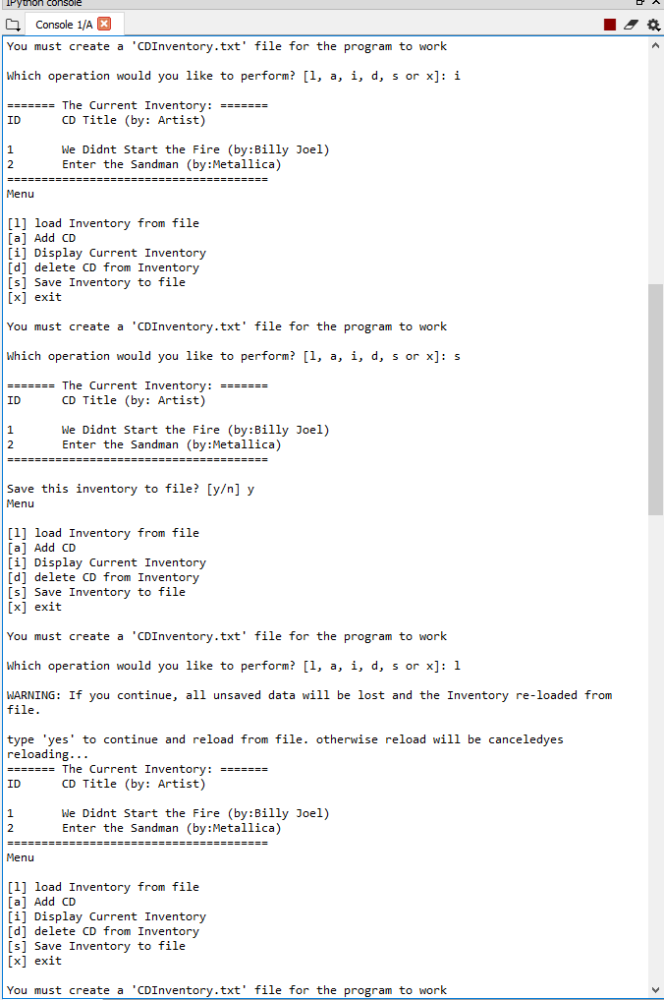 IPython console
Console 1/A
You must create a 'CDInventory.txt' file for the program to work
Which operation would you like to perform? [l, a, i, d, s or x]: i
======= The Current Inventory: =======
ID      CD Title (by: Artist)
1       We Didnt Start the Fire (by:Billy Joel)
2       Enter the Sandman (by:Metallica)
======================================
Menu
[l] load Inventory from file
[a] Add CD
[i] Display Current Inventory
[d] delete CD from Inventory
[s] Save Inventory to file
[x] exit
You must create a 'CDInventory.txt' file for the program to work
Which operation would you like to perform? [l, a, i, d, s or x]: s
======= The Current Inventory: =======
ID      CD Title (by: Artist)
1       We Didnt Start the Fire (by:Billy Joel)
2       Enter the Sandman (by:Metallica)
======================================
Save this inventory to file? [y/n] y
Menu
[l] load Inventory from file
[a] Add CD
[i] Display Current Inventory
[d] delete CD from Inventory
[s] Save Inventory to file
[x] exit
You must create a 'CDInventory.txt' file for the program to work
Which operation would you like to perform? [l, a, i, d, s or x]: l
WARNING: If you continue, all unsaved data will be lost and the Inventory re-loaded from
file.
type 'yes' to continue and reload from file. otherwise reload will be canceledyes
reloading...
======= The Current Inventory: =======
ID      CD Title (by: Artist)
1       We Didnt Start the Fire (by:Billy Joel)
2       Enter the Sandman (by:Metallica)
======================================
Menu
[l] load Inventory from file
[a] Add CD
[i] Display Current Inventory
[d] delete CD from Inventory
[s] Save Inventory to file
[x] exit
You must create a 'CDInventory.txt' file for the program to work